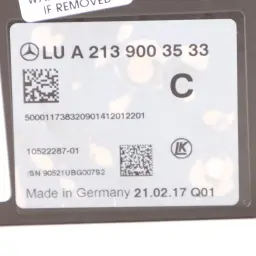 IF REMOVED
LU A 213 900 35 33
C
500011738320901412012201
10522287-01
SN 90521UBG00792
LK
Made in Germany 21.02.17 Q01